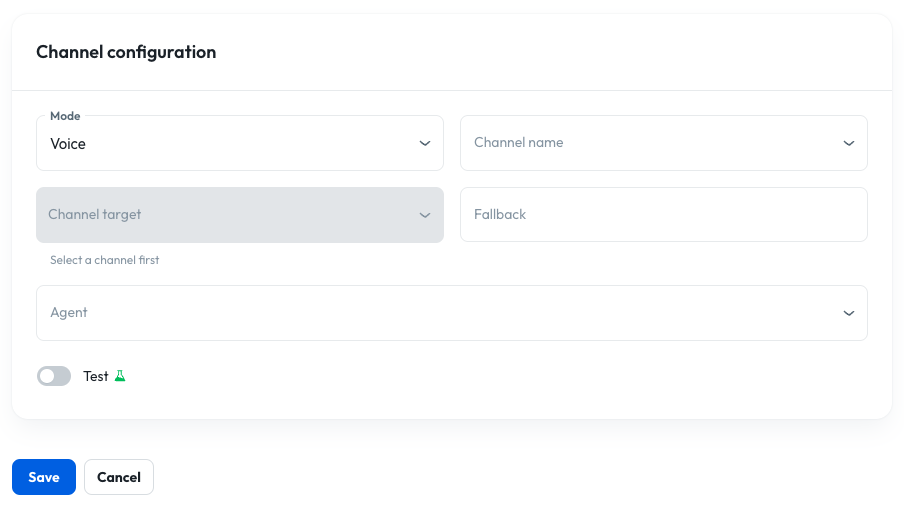 Channel configuration
Mode
Voice
Channel name
Channel target
Fallback
Select a channel first
Agent
Test
Save
Cancel